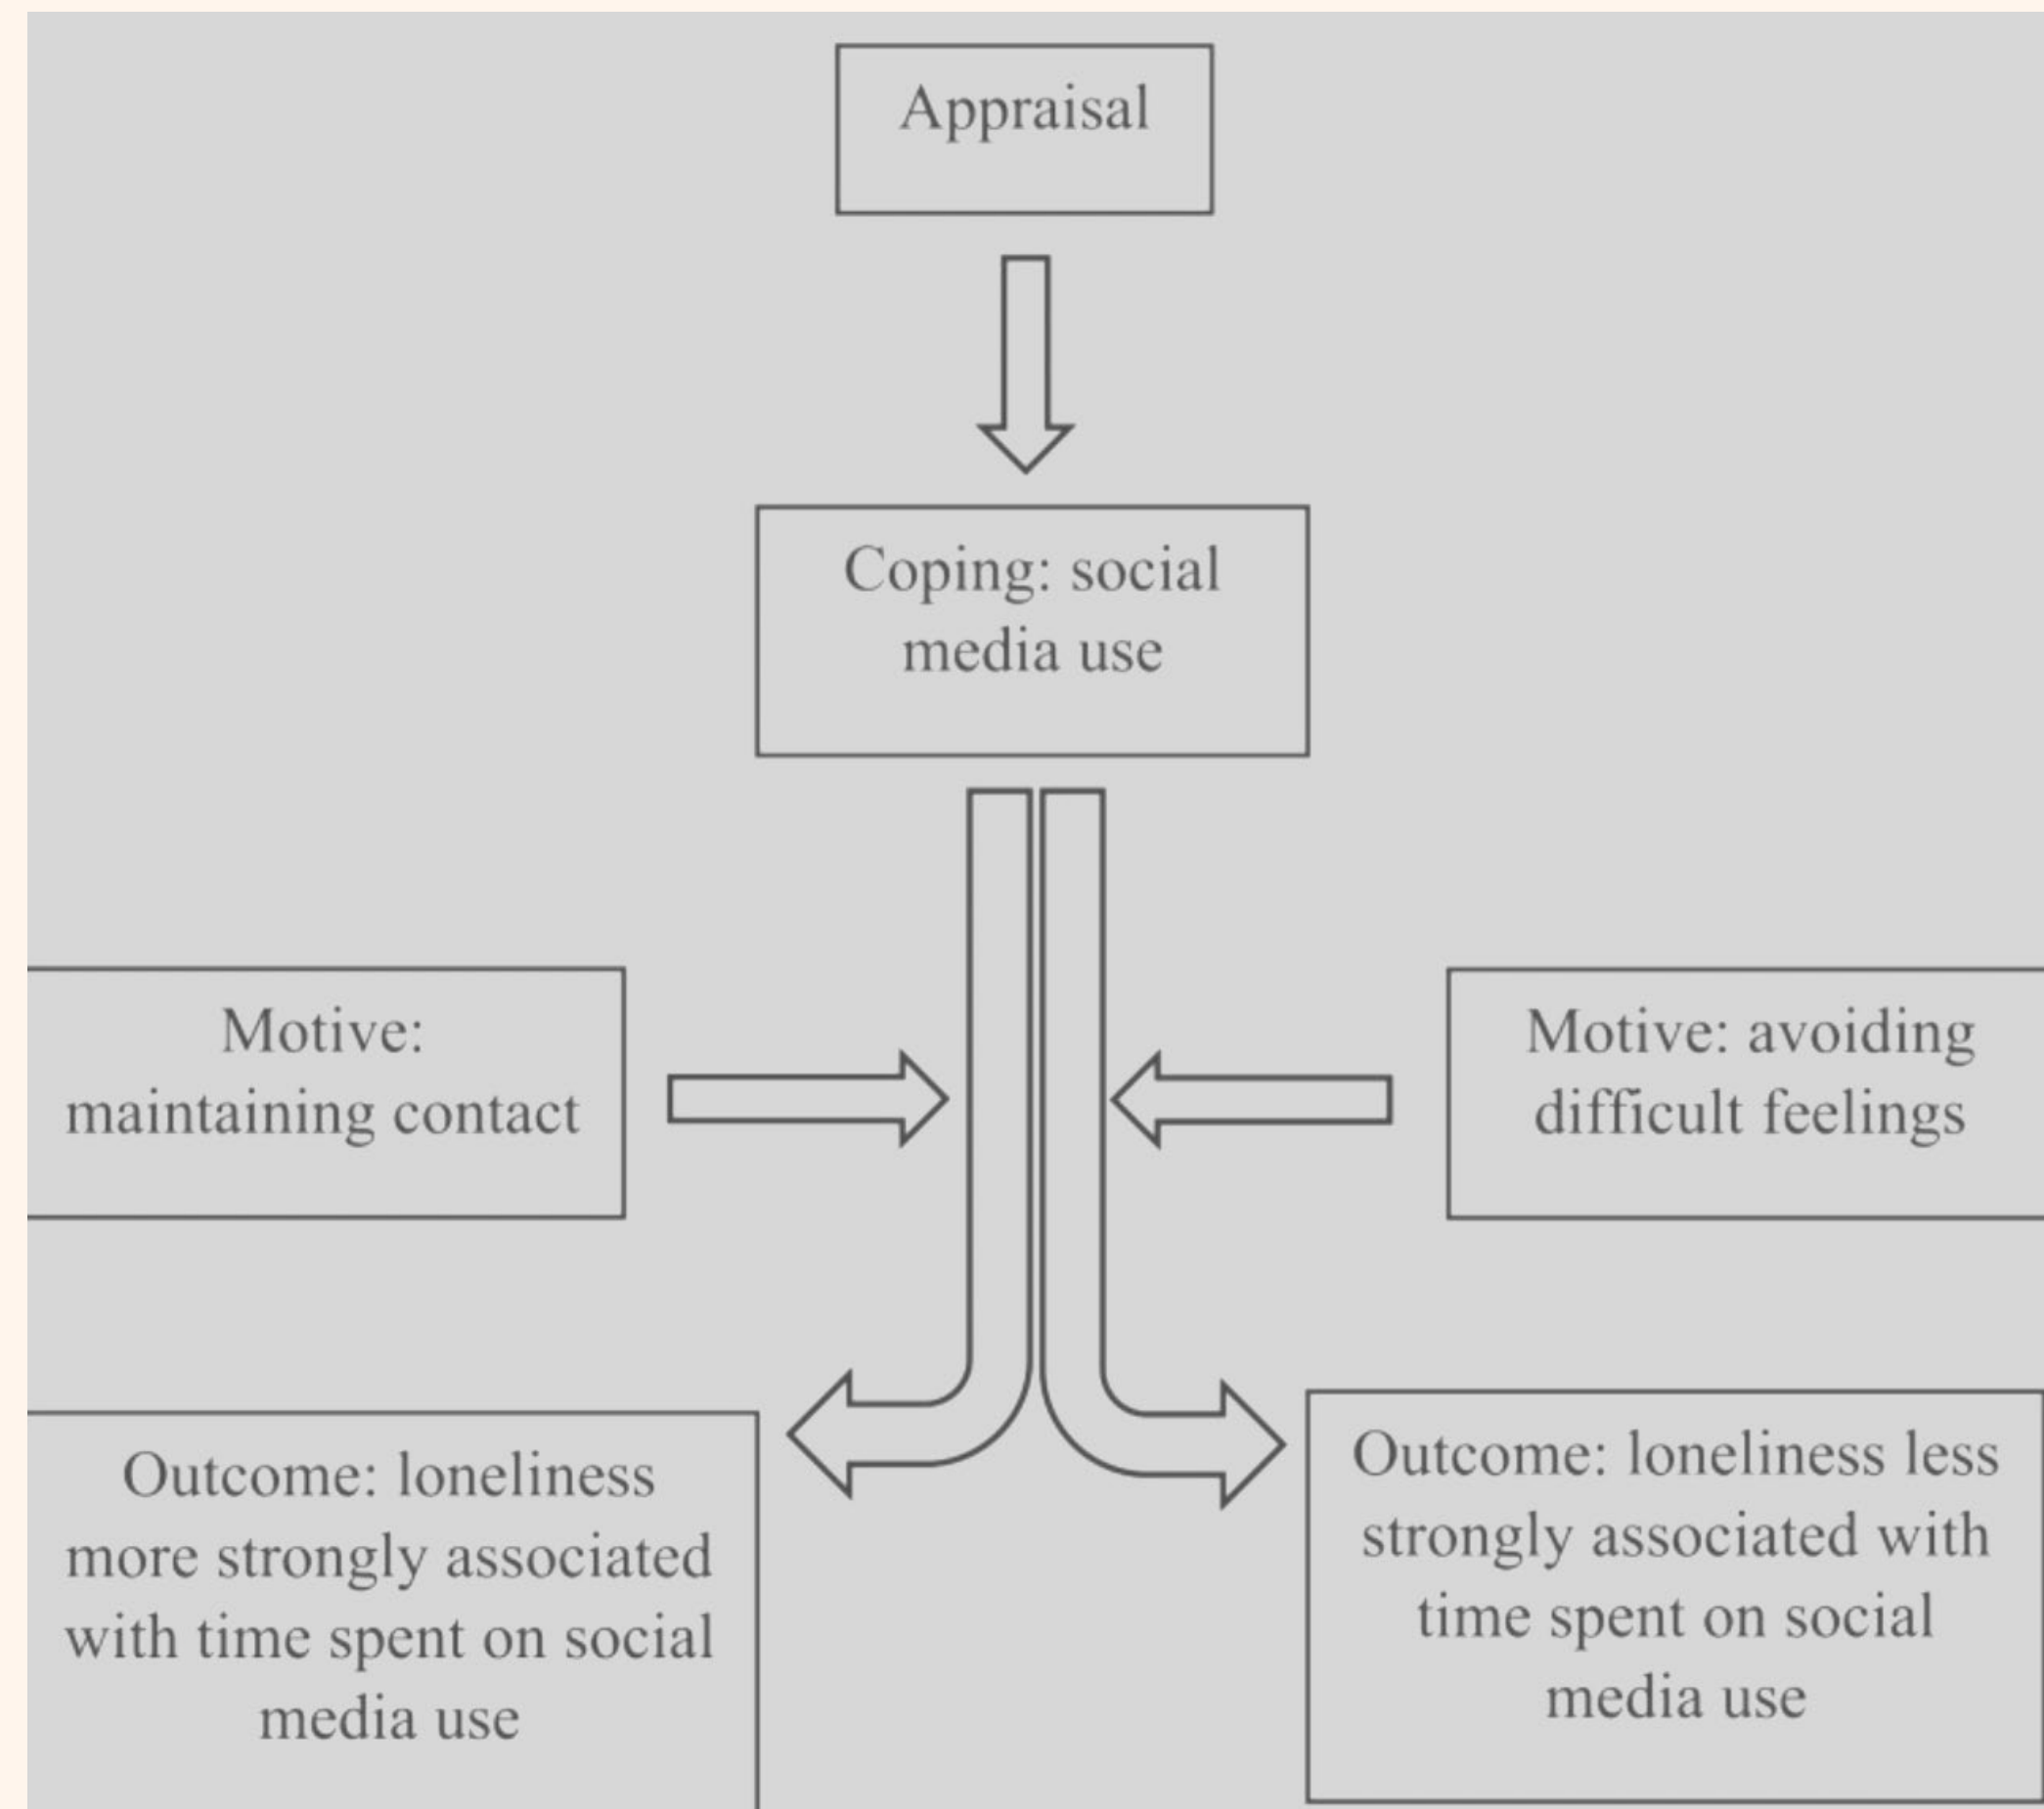 Appraisal
Coping: social
media use
Motive:
maintaining contact
Motive: avoiding
difficult feelings
Outcome: loneliness
more strongly associated
with time spent on social
media use
Outcome: loneliness less
strongly associated with
time spent on social
media use